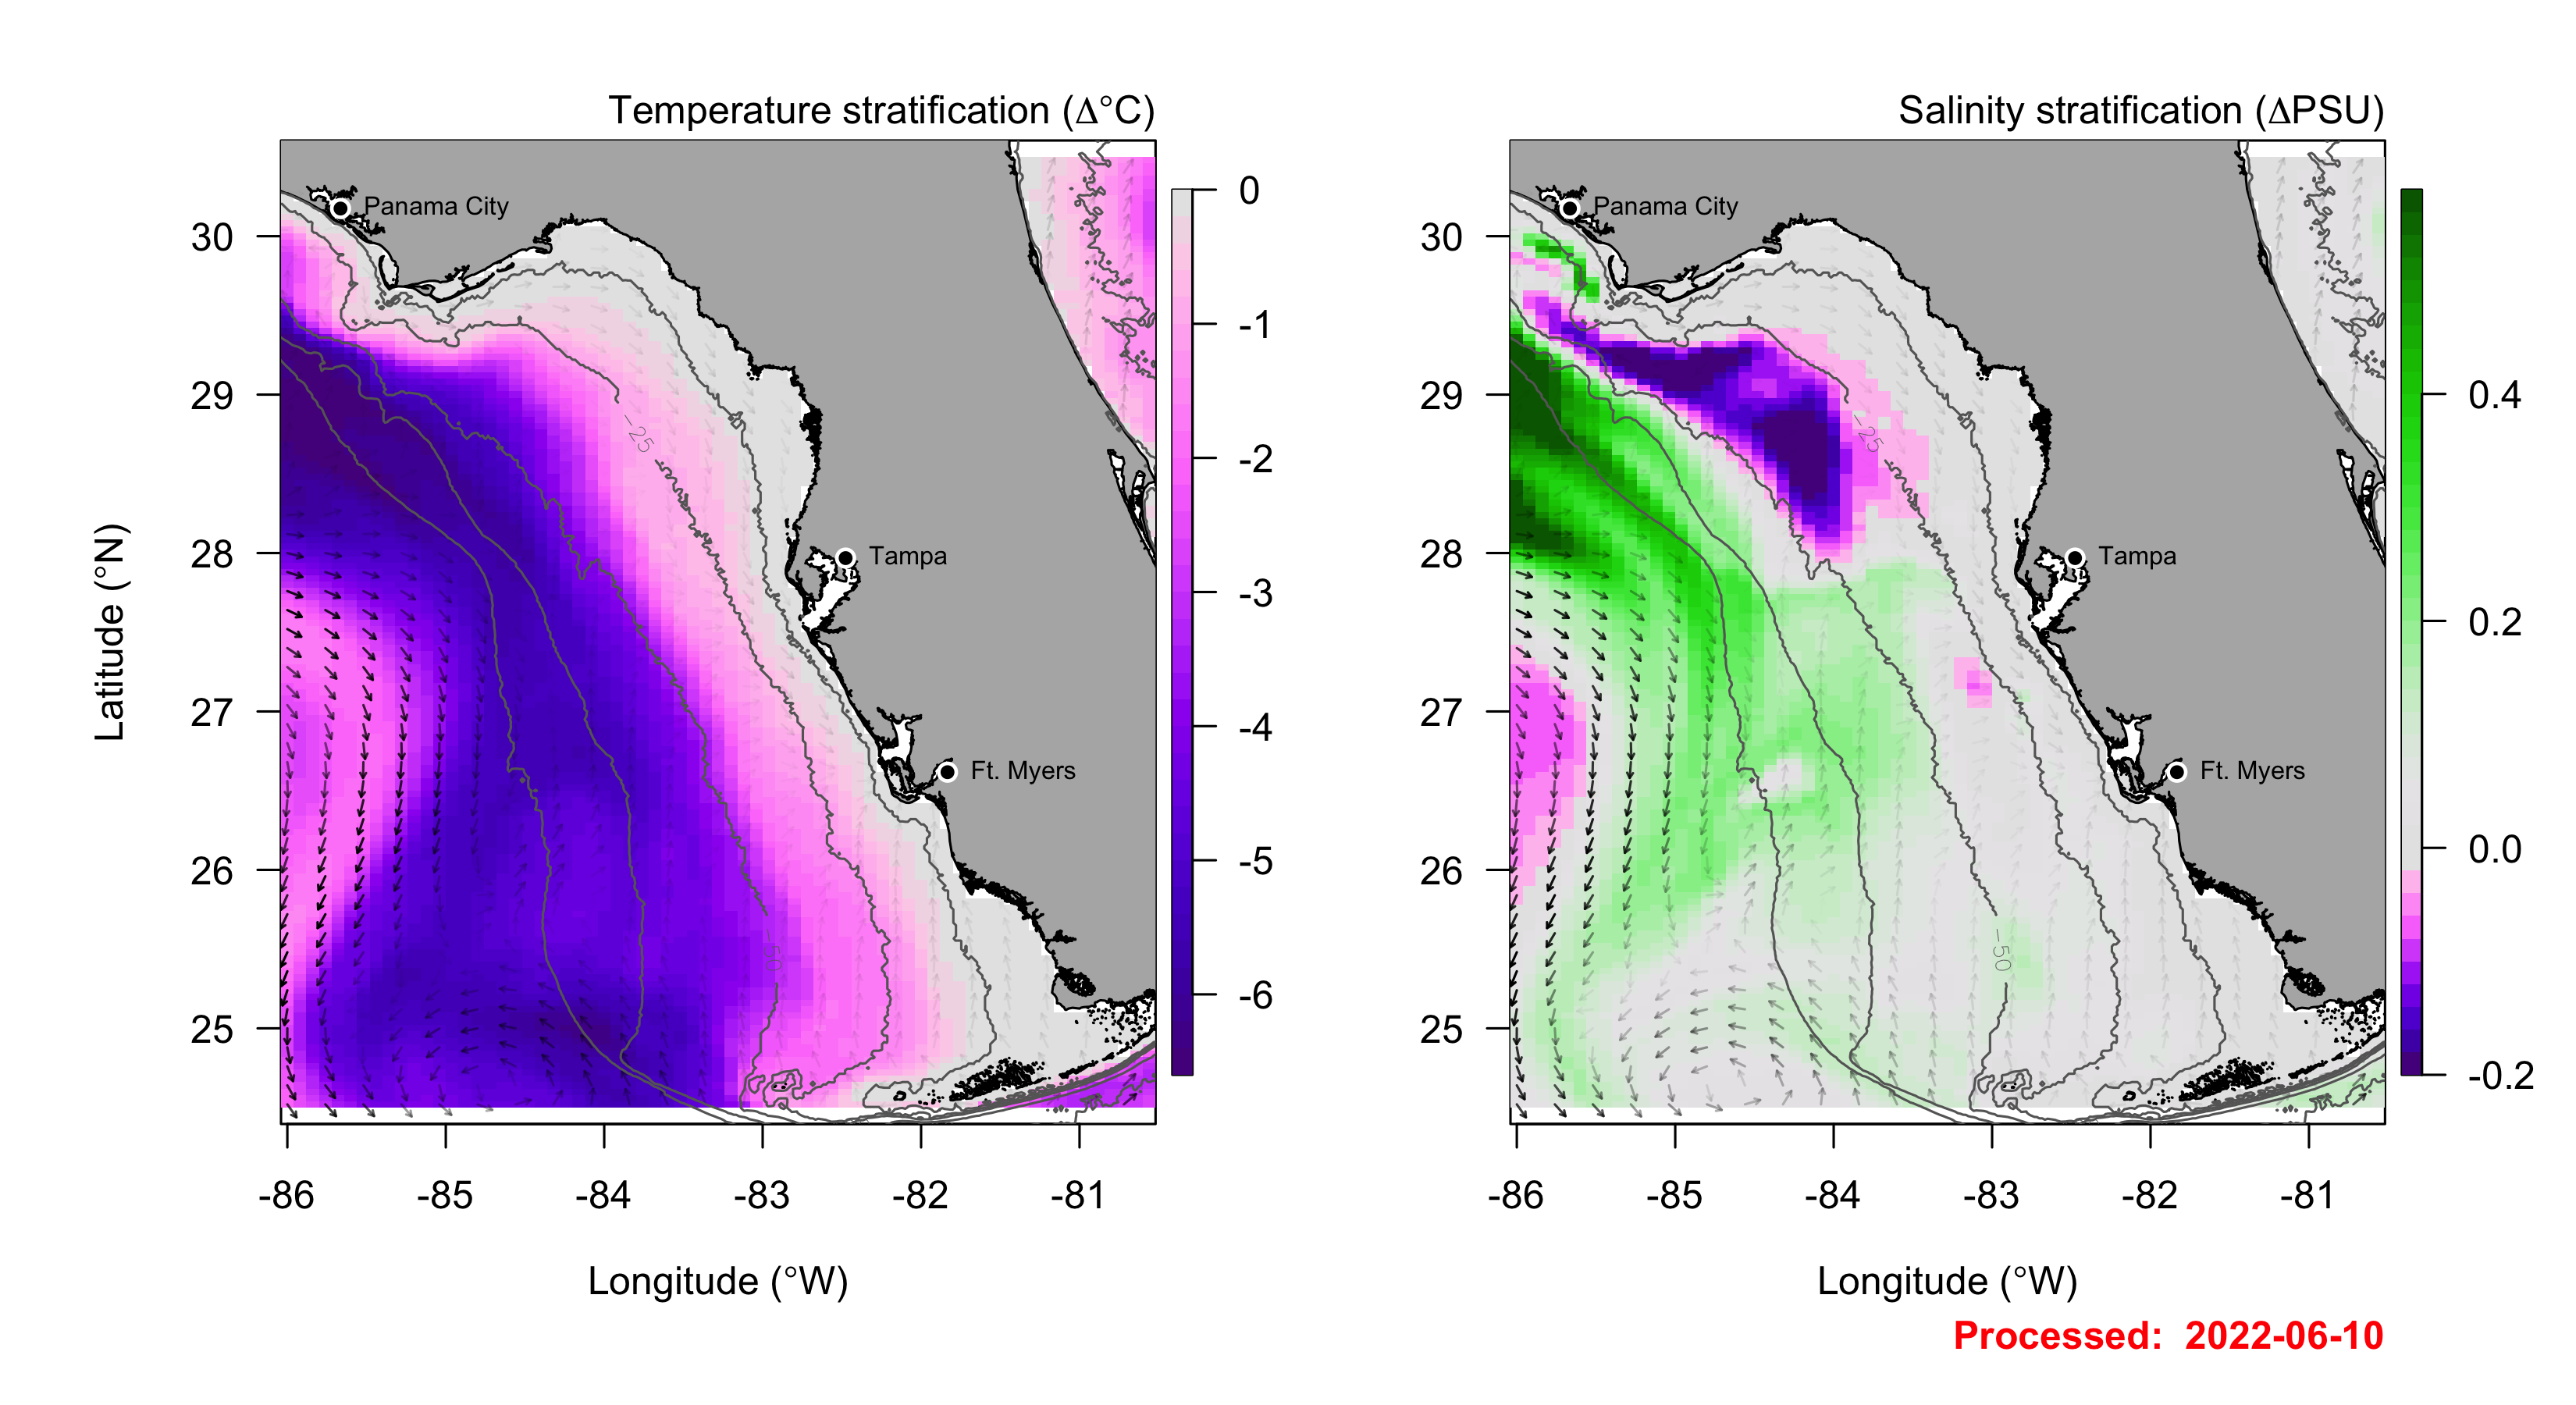 Temperature stratification (Δ°C)
Panama City
Tampa
Ft. Myers
-25
-50
30
29
28
27
26
25
Latitude (°N)
-86 -85 -84 -83 -82 -81
Longitude (°W)
0
-1
-2
-3
-4
-5
-6
Salinity stratification (ΔPSU)
Panama City
Tampa
Ft. Myers
-25
-50
30
29
28
27
26
25
-86 -85 -84 -83 -82 -81
Longitude (°W)
0.4
0.2
0.0
-0.2
Processed: 2022-06-10